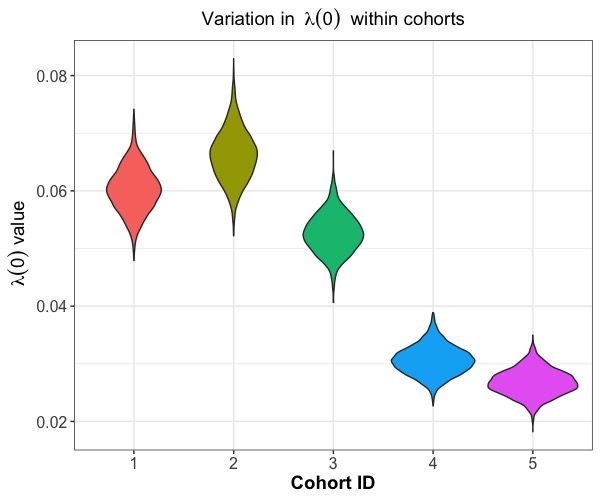 Variation in λ(0) within cohorts
λ(0) value
0.08
0.06
0.04
0.02
1 2 3 4 5
Cohort ID